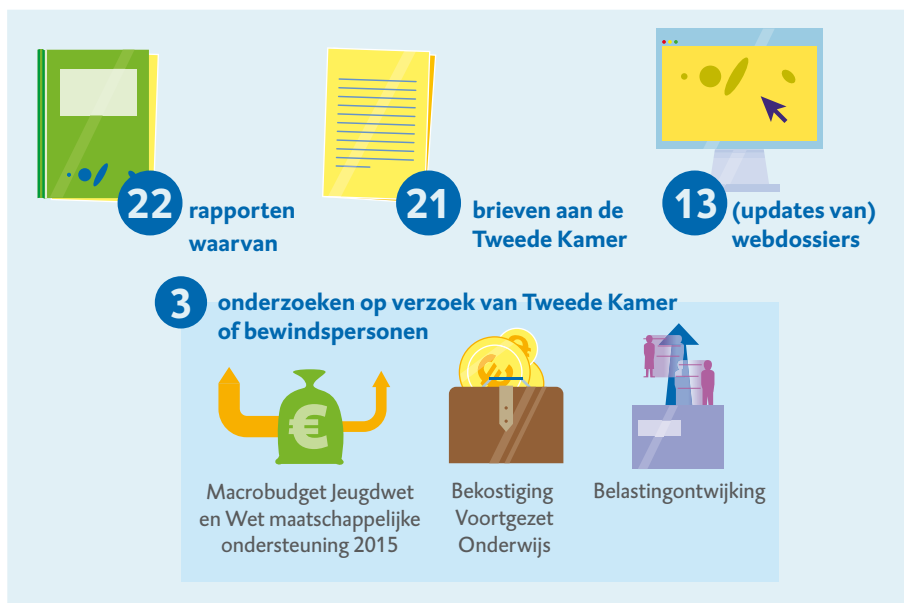 22 rapporten
waarvan
21 brieven aan de
Tweede Kamer
13 (updates van)
webdossiers
3 onderzoeken op verzoek van Tweede Kamer
of bewindspersonen
€
Macrobudget Jeugdwet
en Wet maatschappelijke
ondersteuning 2015
Bekostiging
Voortgezet
Onderwijs
Belastingontwijking